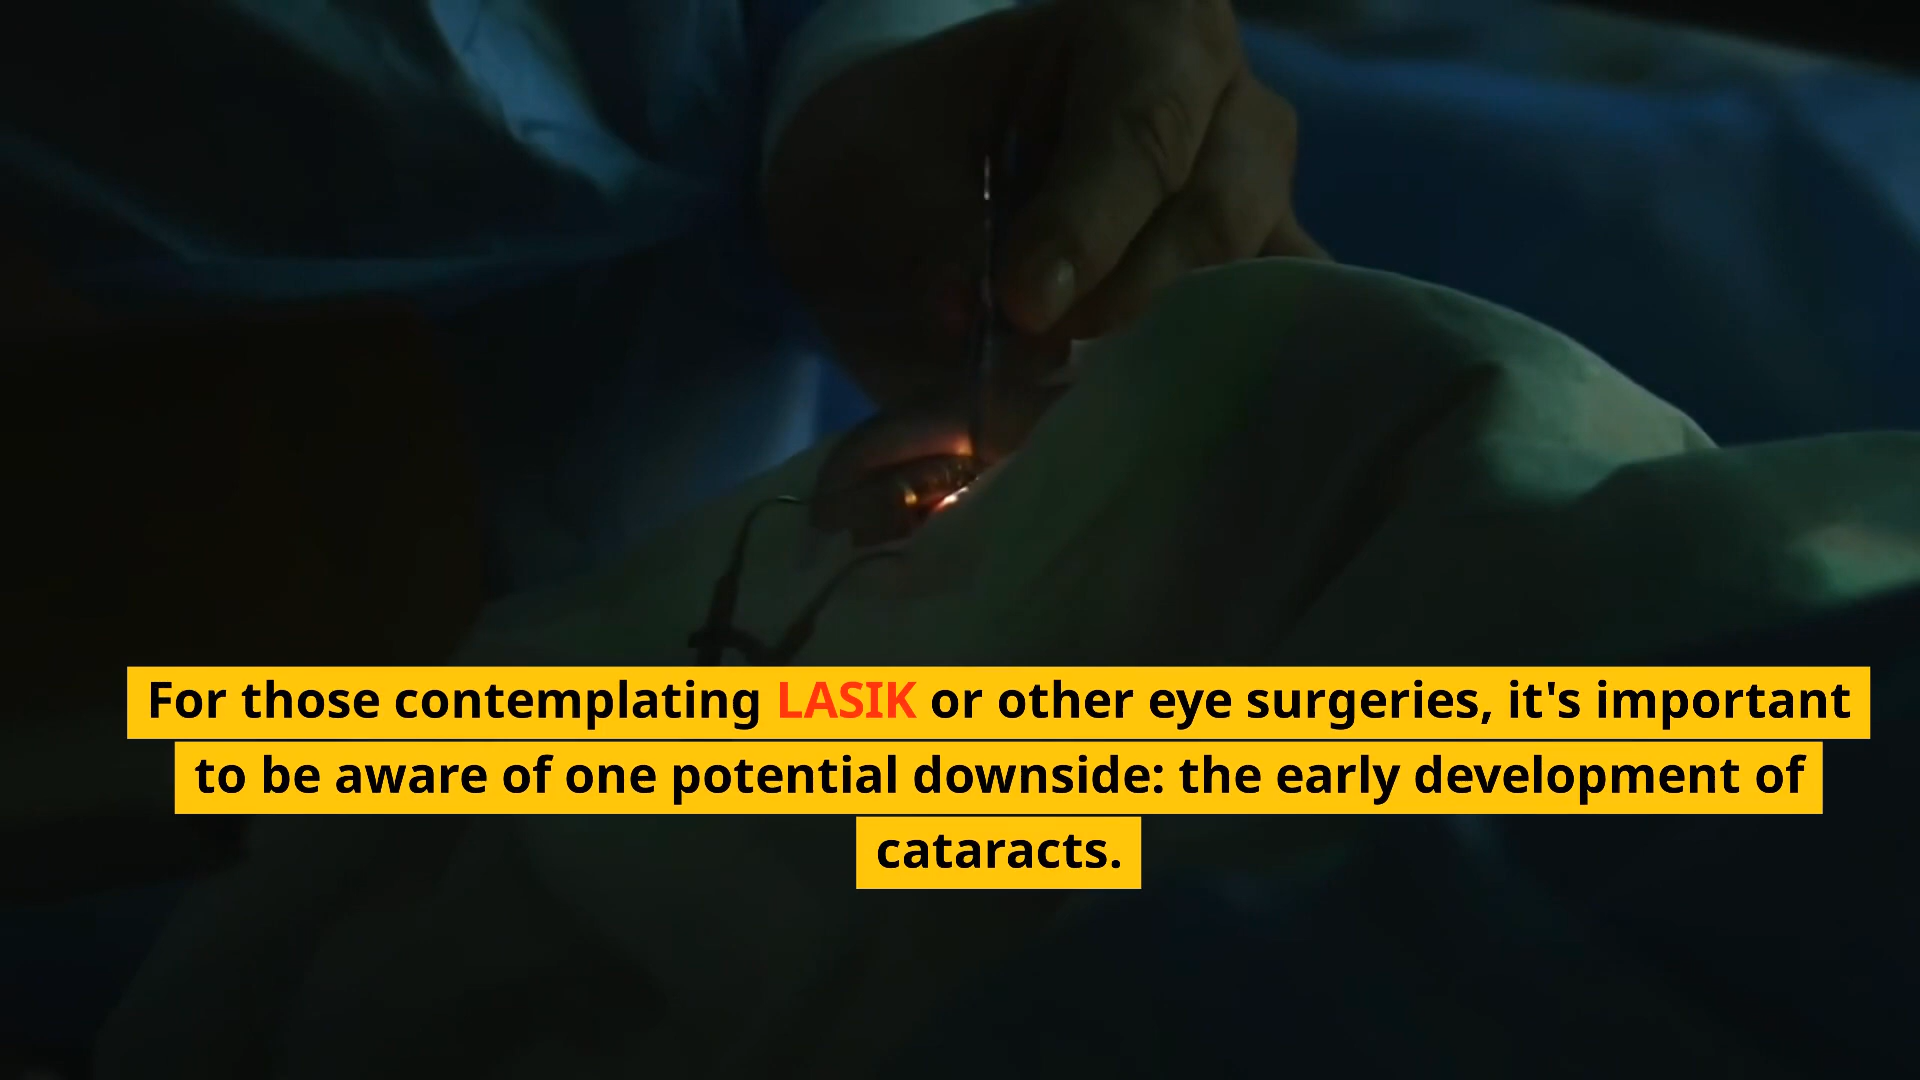 For those contemplating LASIK or other eye surgeries, it's important
to be aware of one potential downside: the early development of
cataracts.